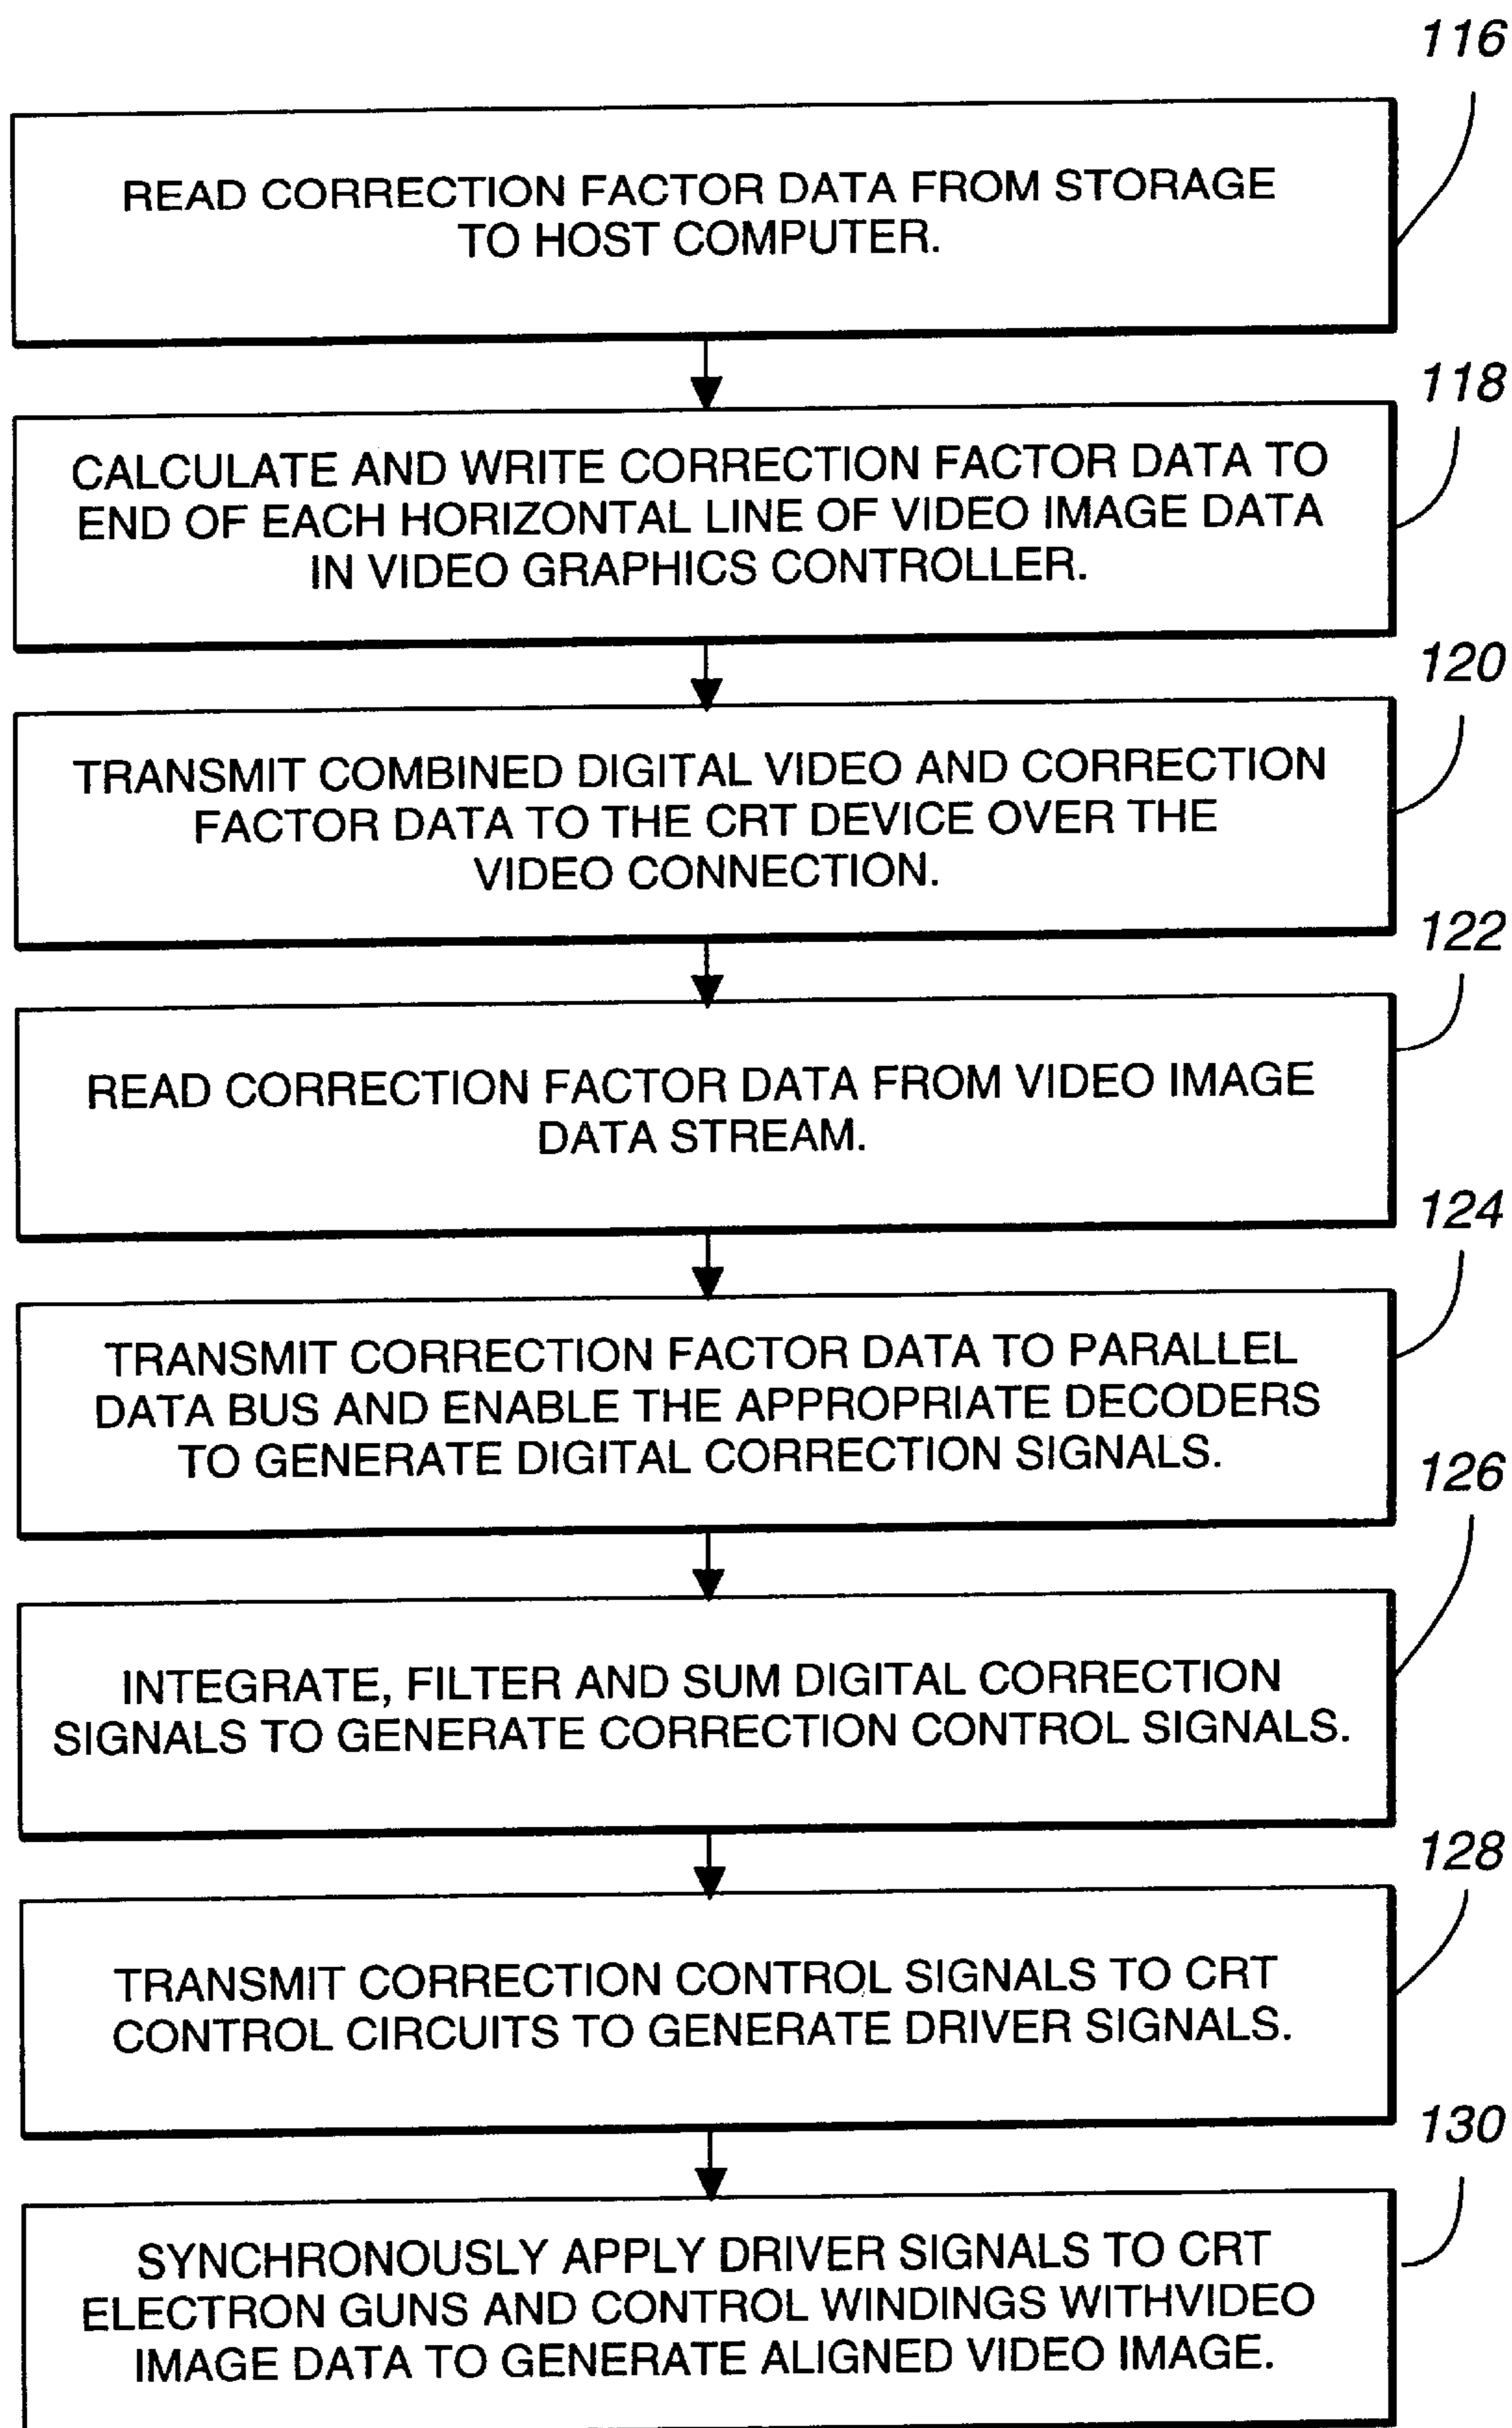 116
READ CORRECTION FACTOR DATA FROM STORAGE
TO HOST COMPUTER.
118
CALCULATE AND WRITE CORRECTION FACTOR DATA TO
END OF EACH HORIZONTAL LINE OF VIDEO IMAGE DATA
IN VIDEO GRAPHICS CONTROLLER.
120
TRANSMIT COMBINED DIGITAL VIDEO AND CORRECTION
FACTOR DATA TO THE CRT DEVICE OVER THE
VIDEO CONNECTION.
122
READ CORRECTION FACTOR DATA FROM VIDEO IMAGE
DATA STREAM.
124
TRANSMIT CORRECTION FACTOR DATA TO PARALLEL
DATA BUS AND ENABLE THE APPROPRIATE DECODERS
TO GENERATE DIGITAL CORRECTION SIGNALS.
126
INTEGRATE, FILTER AND SUM DIGITAL CORRECTION
SIGNALS TO GENERATE CORRECTION CONTROL SIGNALS.
128
TRANSMIT CORRECTION CONTROL SIGNALS TO CRT
CONTROL CIRCUITS TO GENERATE DRIVER SIGNALS.
130
SYNCHRONOUSLY APPLY DRIVER SIGNALS TO CRT
ELECTRON GUNS AND CONTROL WINDINGS WITHVIDEO
IMAGE DATA TO GENERATE ALIGNED VIDEO IMAGE.